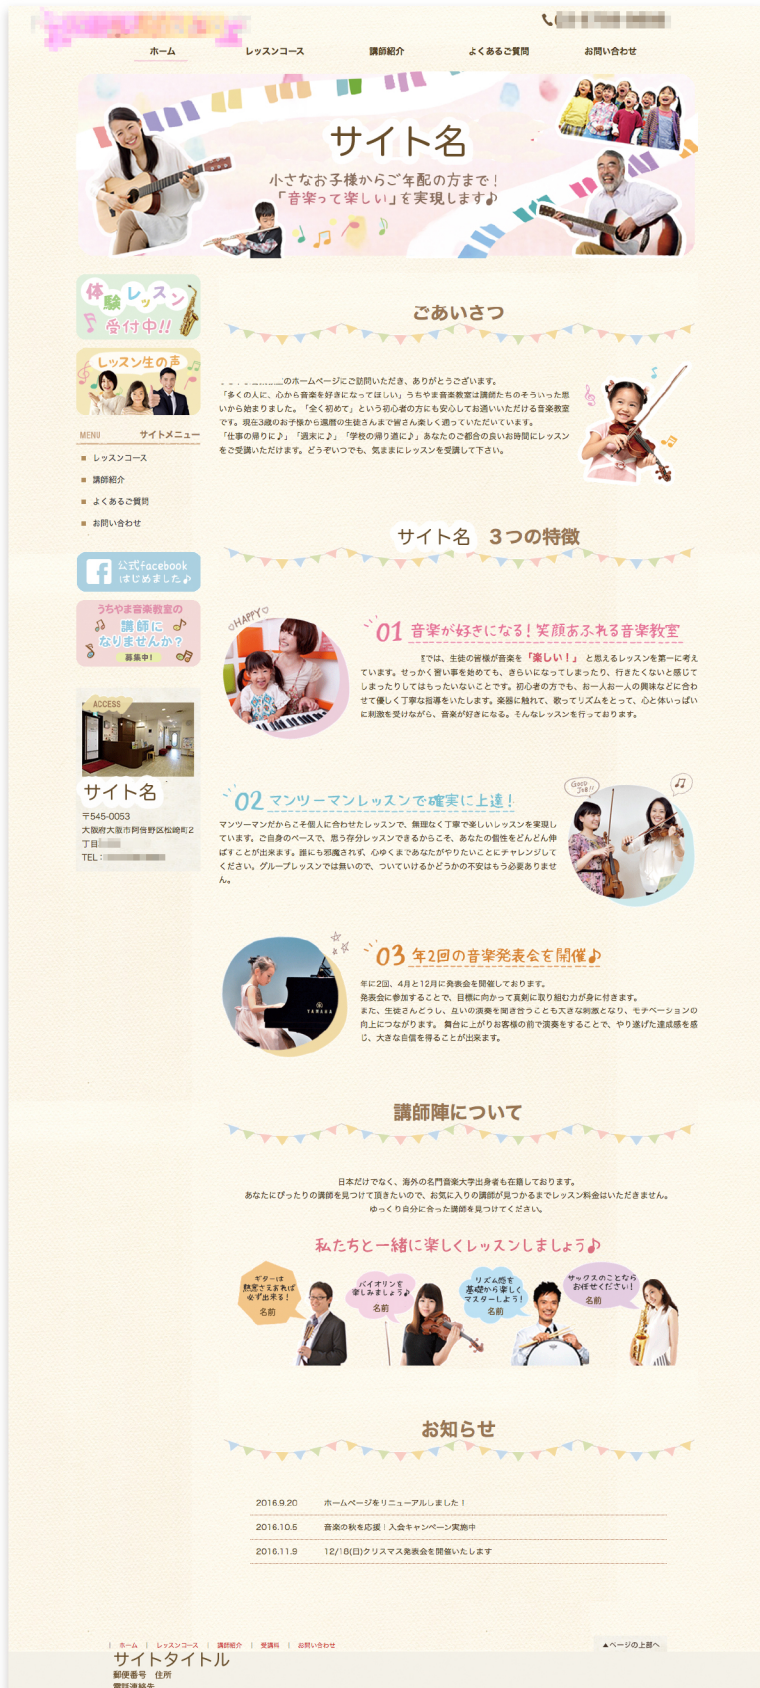 ホーム
レッスンコース
講師紹介
よくあるご質問
お問い合わせ
サイト名
小さなお子様からご年配の方まで！
「音楽って楽しい」を実現します♪
体験レッスン
受付中!!
レッスン生の声
MENU サイトメニュー
レッスンコース
講師紹介
よくあるご質問
お問い合わせ
公式facebook
はじめました♪
うちやま音楽教室の
講師に
なりませんか？
募集中！
ACCESS
サイト名
〒545-0053
大阪府大阪市阿倍野区松崎町2
丁目
TEL：
ごあいさつ
のホームページにご訪問いただき、ありがとうございます。
「多くの人に、心から音楽を好きになってほしい」うちやま音楽教室は講師たちのそういった思
いから始まりました。「全く初めて」という初心者の方にも安心してお通いいただける音楽教室
です。現在3歳のお子様から還暦の生徒さんまで皆さん楽しく通っていただいています。
「仕事の帰りに♪」「週末に♪」「学校の帰り道に♪」あなたのご都合の良いお時間にレッスン
をご受講いただけます。どうぞいつでも、気ままにレッスンを受講して下さい。
サイト名 ３つの特徴
HAPPY
01 音楽が好きになる！笑顔あふれる音楽教室
では、生徒の皆様が音楽を「楽しい！」と思えるレッスンを第一に考え
ています。せっかく習い事を始めても、きらいになってしまったり、行きたくないと感じて
しまったりしてはもったいないことです。初心者の方でも、お一人お一人の興味などに合わ
せて優しく丁寧な指導をいたします。楽器に触れて、歌ってリズムをとって、心と体いっぱい
に刺激を受けながら、音楽が好きになる。そんなレッスンを行っております。
02 マンツーマンレッスンで確実に上達！
Good Job!!
マンツーマンだからこそ個人に合わせたレッスンで、無理なく丁寧で楽しいレッスンを実現し
ています。ご自身のペースで、思う存分レッスンできるからこそ、あなたの個性をどんどん伸
ばすことが出来ます。誰にも邪魔されず、心ゆくまであなたがやりたいことにチャレンジして
ください。グループレッスンでは無いので、ついていけるかどうかの不安はもう必要ありませ
ん。
YAMAHA
03 年2回の音楽発表会を開催♪
年に2回、4月と12月に発表会を開催しております。
発表会に参加することで、目標に向かって真剣に取り組む力が身に付きます。
また、生徒さんどうし、互いの演奏を聞き合うことも大きな刺激となり、モチベーションの
向上につながります。 舞台に上がりお客様の前で演奏をすることで、やり遂げた達成感を感
じ、大きな自信を得ることが出来ます。
講師陣について
日本だけでなく、海外の名門音楽大学出身者も在籍しております。
あなたにぴったりの講師を見つけて頂きたいので、お気に入りの講師が見つかるまでレッスン料金はいただきません。
ゆっくり自分に合った講師を見つけてください。
私たちと一緒に楽しくレッスンしましょう♪
ギターは
熱意さえあれば
必ず出来る！
名前
バイオリンを
楽しみましょう♪
名前
リズム感を
基礎から楽しく
マスターしよう！
名前
サックスのことなら
お任せください！
名前
お知らせ
2016.9.20 ホームページをリニューアルしました！
2016.10.5 音楽の秋を応援！入会キャンペーン実施中
2016.11.9 12/18(日)クリスマス発表会を開催いたします
| ホーム | レッスンコース | 講師紹介 | 受講料 | お問い合わせ
▲ページの上部へ
サイトタイトル
郵便番号 住所
電話連絡先